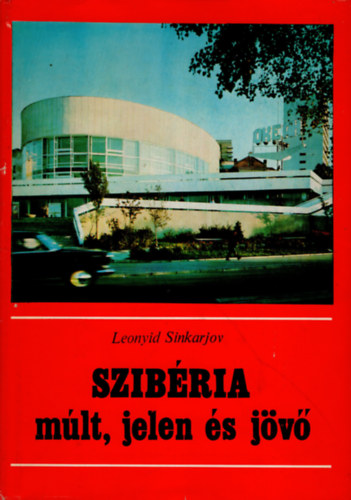 Leonyid Sinkarjov
SZIBÉRIA
múlt, jelen és jövő